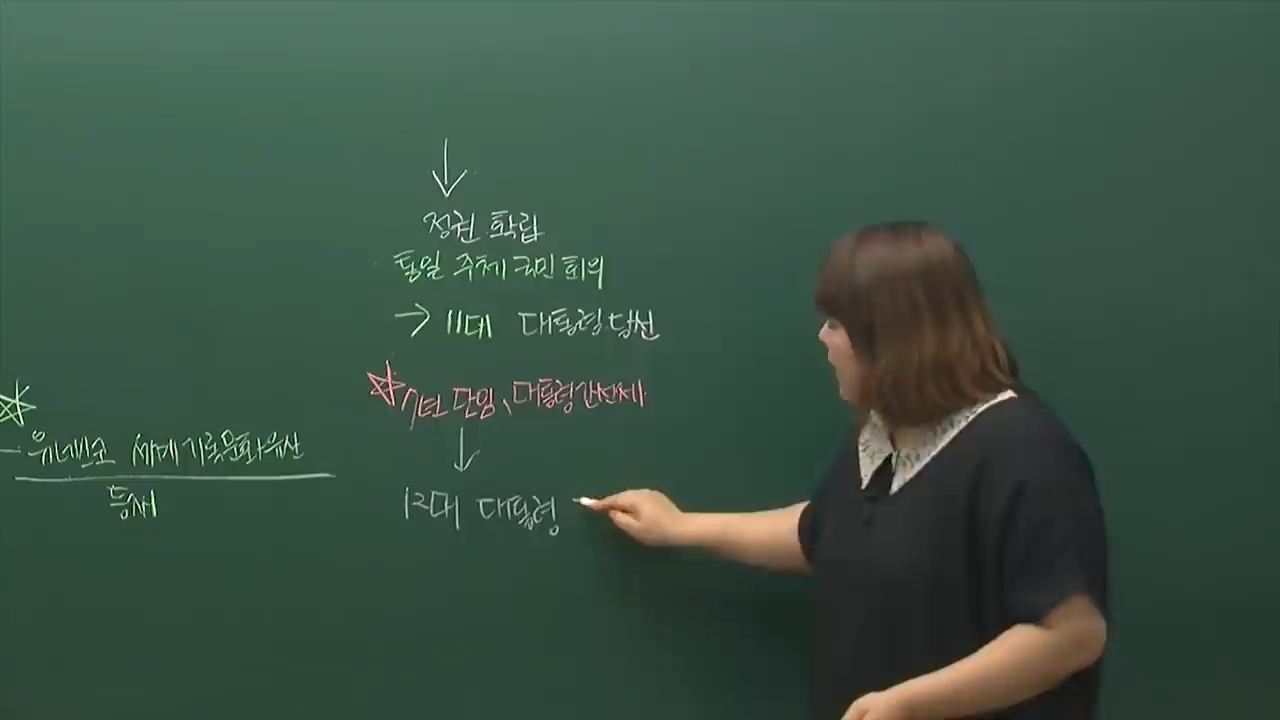 정권 확립
통일 주체 국민 회의
→ 11대 대통령 당선
☆ 7년 단임, 대통령 간선제
12대 대통령
☆
- 유네스코 세계 기록 문화 유산
등재